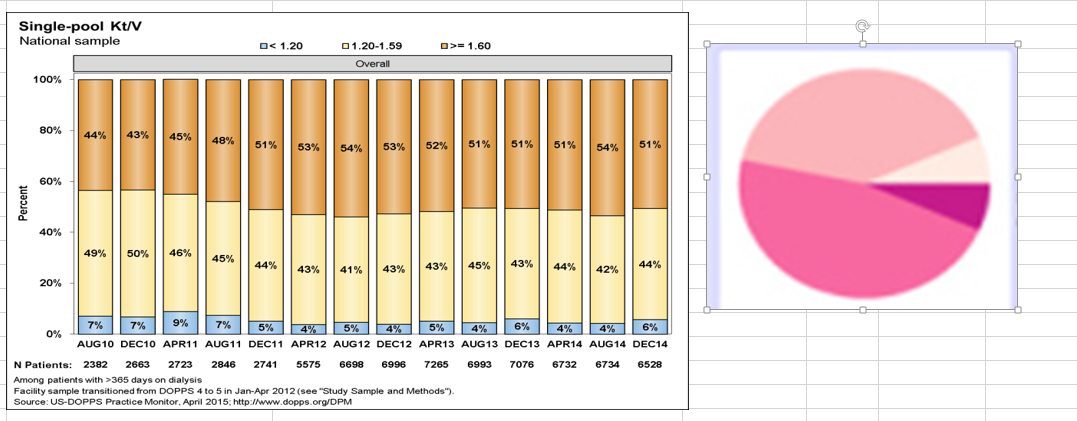 Single-pool Kt/V
National sample
< 1.20 1.20-1.59 >= 1.60
Overall
100%
80%
60%
40%
20%
0%
Percent
44% 43% 45% 48% 51% 53% 54% 53% 52% 51% 51% 51% 54% 51%
49% 50% 46% 45% 44% 43% 41% 43% 43% 45% 43% 44% 42% 44%
7% 7% 9% 7% 5% 4% 5% 4% 5% 4% 6% 4% 4% 6%
AUG10 DEC10 APR11 AUG11 DEC11 APR12 AUG12 DEC12 APR13 AUG13 DEC13 APR14 AUG14 DEC14
N Patients: 2382 2663 2723 2846 2741 5575 6698 6996 7265 6993 7076 6732 6734 6528
Among patients with >365 days on dialysis
Facility sample transitioned from DOPPS 4 to 5 in Jan-Apr 2012 (see "Study Sample and Methods").
Source: US-DOPPS Practice Monitor, April 2015; http://www.dopps.org/DPM